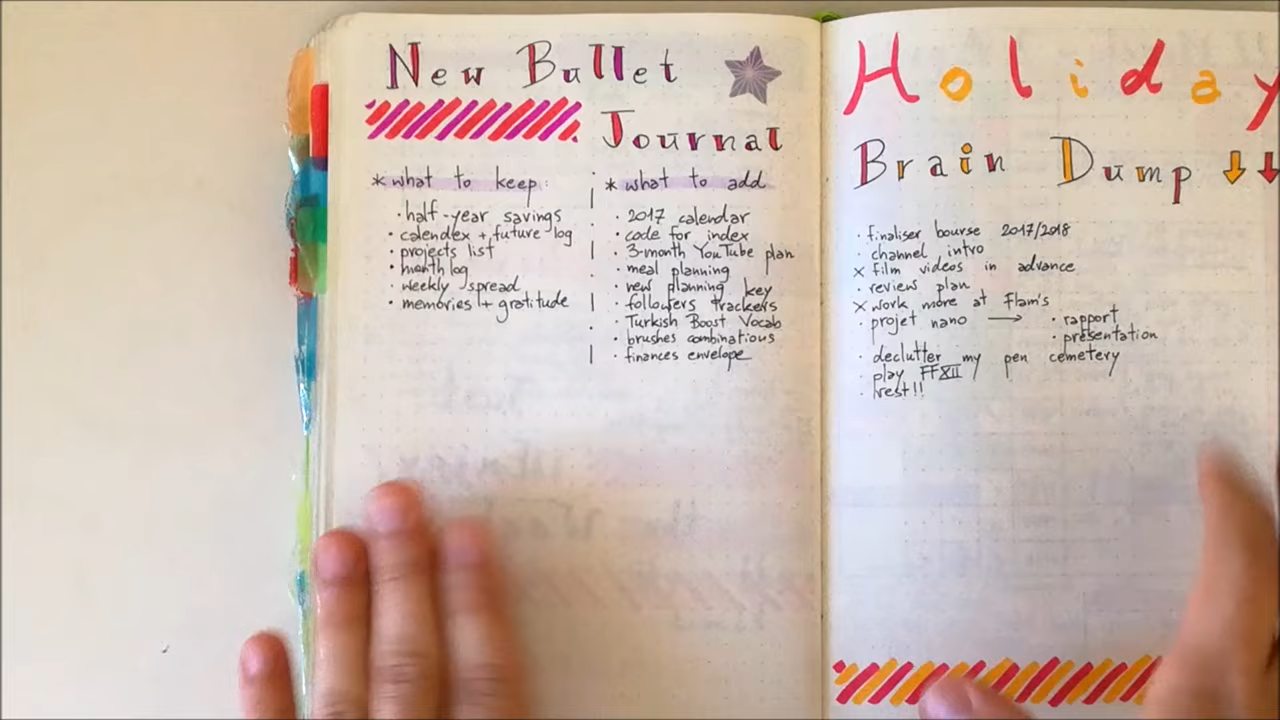 New Bullet
Journal
* what to keep:
· half-year savings
· calendex + future log
· projects list
· month log
· weekly spread
· memories + gratitude
* what to add
· 2017 calendar
· code for index
· 3-month YouTube plan
· meal planning
· new planning key
· followers trackers
· Turkish Boost Vocab
· brushes combinations
· finances envelope
Holiday
Brain Dump
· finaliser bourse 2017/2018
· channel intro
x film videos in advance
· review plan
x work more at Flam's
· projet nano → · rapport
· présentation
· declutter my pen cemetery
· play FFXII
· rest!!